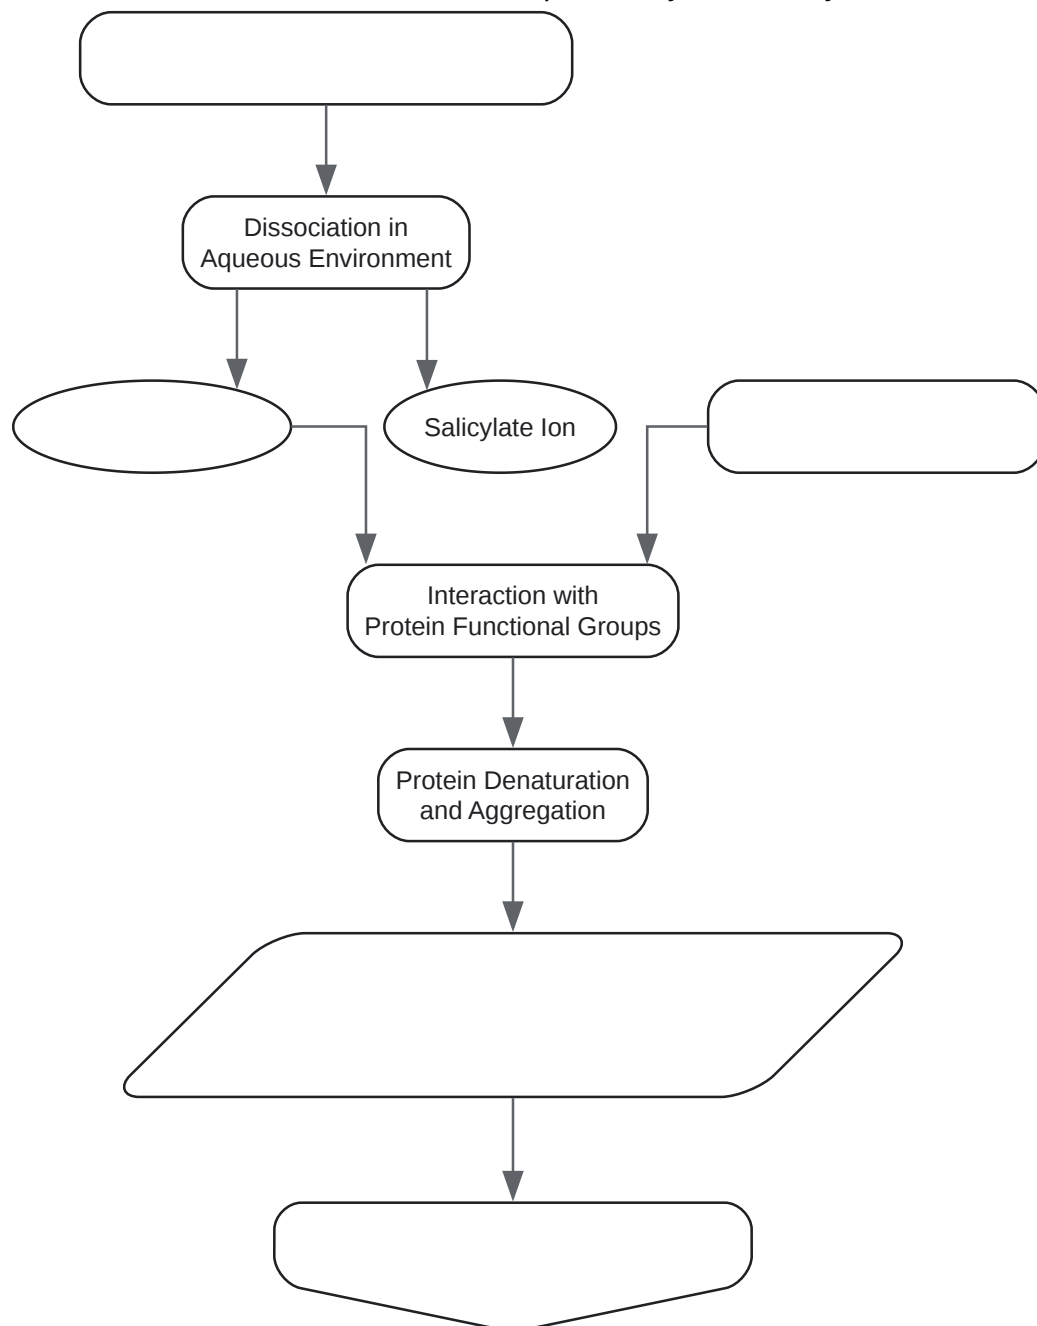 Dissociation in
Aqueous Environment
Salicylate Ion
Interaction with
Protein Functional Groups
Protein Denaturation
and Aggregation